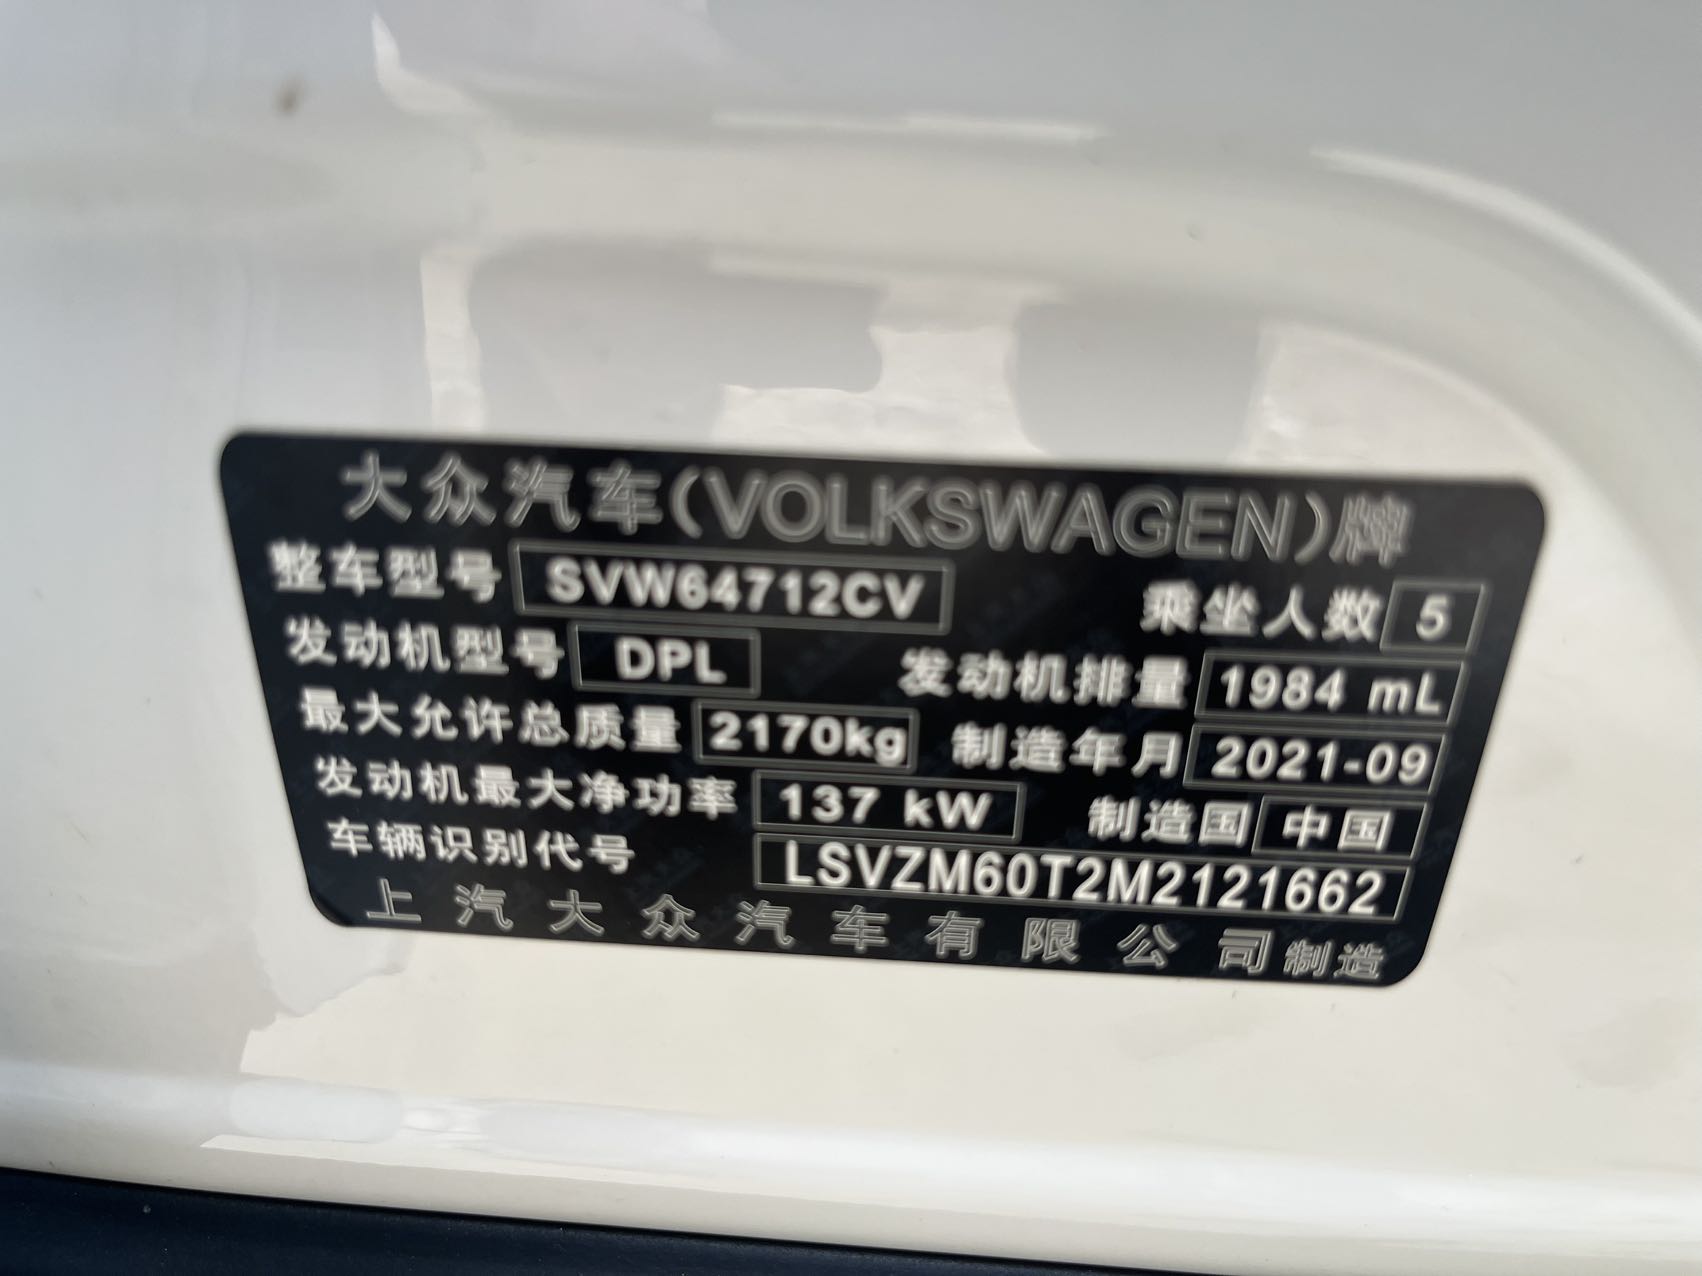 大众汽车(VOLKSWAGEN)牌
整车型号 SVW64712CV 乘坐人数 5
发动机型号 DPL 发动机排量 1984 mL
最大允许总质量 2170kg 制造年月 2021-09
发动机最大净功率 137 kW 制造国 中国
车辆识别代号 LSVZM60T2M2121662
上汽大众汽车有限公司制造